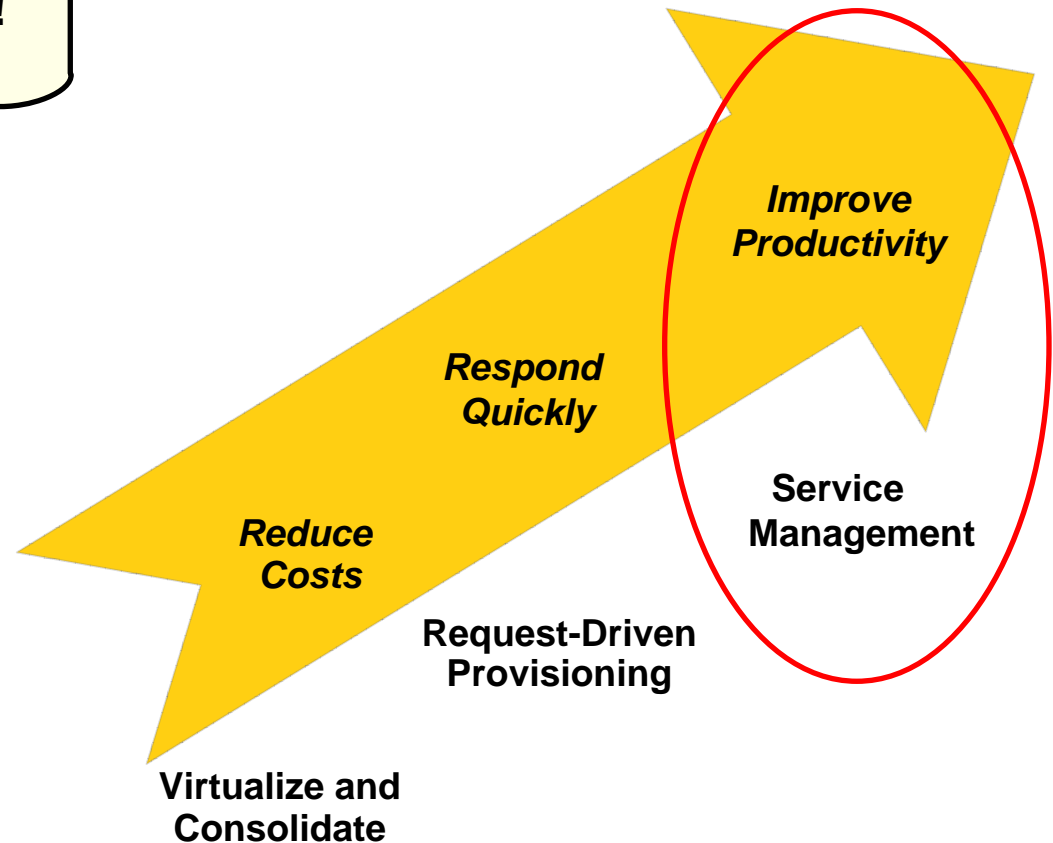 !
Improve
Productivity
Respond
Quickly
Reduce
Costs
Service
Management
Request-Driven
Provisioning
Virtualize and
Consolidate